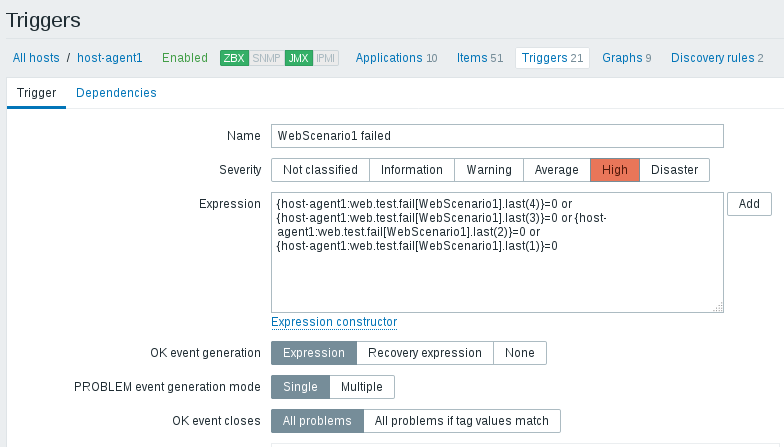 Triggers
All hosts / host-agent1 Enabled ZBX SNMP JMX IPMI Applications 10 Items 51 Triggers 21 Graphs 9 Discovery rules 2
Trigger Dependencies
Name WebScenario1 failed
Severity Not classified Information Warning Average High Disaster
Expression {host-agent1:web.test.fail[WebScenario1].last(4)}=0 or Add
{host-agent1:web.test.fail[WebScenario1].last(3)}=0 or {host-
agent1:web.test.fail[WebScenario1].last(2)}=0 or
{host-agent1:web.test.fail[WebScenario1].last(1)}=0
Expression constructor
OK event generation Expression Recovery expression None
PROBLEM event generation mode Single Multiple
OK event closes All problems All problems if tag values match